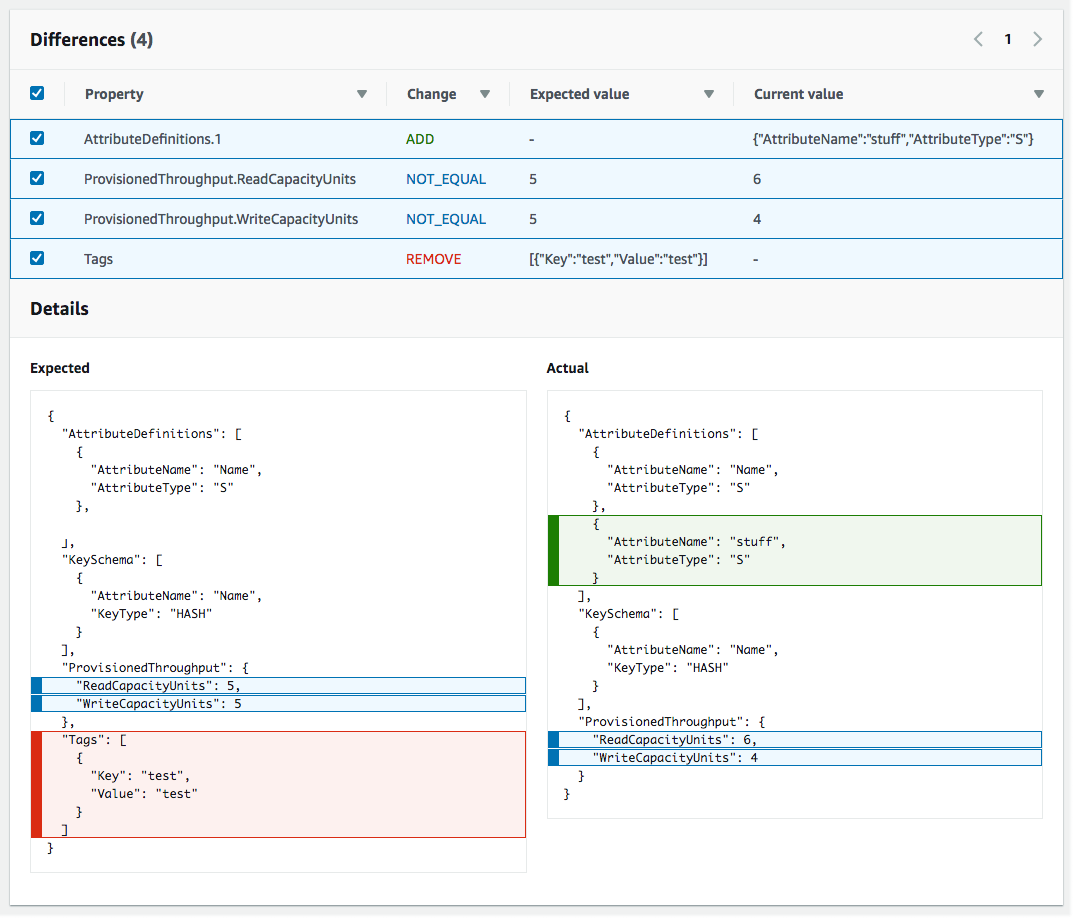 Differences (4)
1
Property Change Expected value Current value
AttributeDefinitions.1 ADD - {"AttributeName":"stuff","AttributeType":"S"}
ProvisionedThroughput.ReadCapacityUnits NOT_EQUAL 5 6
ProvisionedThroughput.WriteCapacityUnits NOT_EQUAL 5 4
Tags REMOVE [{"Key":"test","Value":"test"}] -
Details
Expected
{
  "AttributeDefinitions": [
    {
      "AttributeName": "Name",
      "AttributeType": "S"
    },
  ],
  "KeySchema": [
    {
      "AttributeName": "Name",
      "KeyType": "HASH"
    }
  ],
  "ProvisionedThroughput": {
    "ReadCapacityUnits": 5,
    "WriteCapacityUnits": 5
  },
  "Tags": [
    {
      "Key": "test",
      "Value": "test"
    }
  ]
}
Actual
{
  "AttributeDefinitions": [
    {
      "AttributeName": "Name",
      "AttributeType": "S"
    },
    {
      "AttributeName": "stuff",
      "AttributeType": "S"
    }
  ],
  "KeySchema": [
    {
      "AttributeName": "Name",
      "KeyType": "HASH"
    }
  ],
  "ProvisionedThroughput": {
    "ReadCapacityUnits": 6,
    "WriteCapacityUnits": 4
  }
}